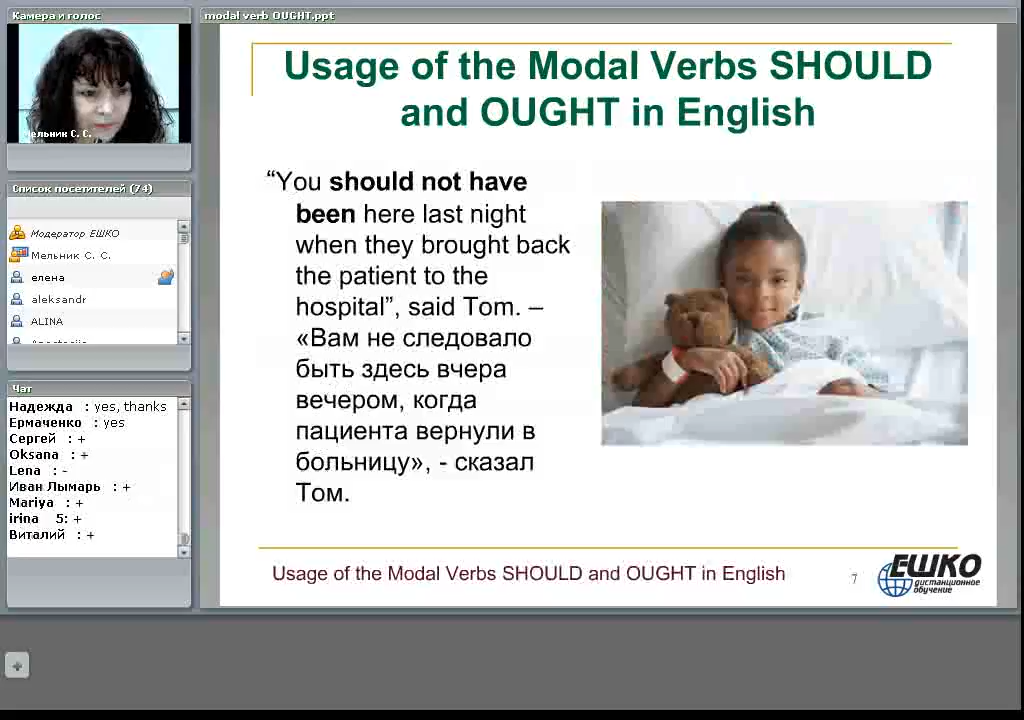 Камера и голос
Мельник С. С.
Список посетителей (74)
Модератор ЕШКО
Мельник С. С.
елена
aleksandr
ALINA
Чат
Надежда : yes, thanks
Ермаченко : yes
Сергей : +
Oksana : +
Lena : -
Иван Лымарь : +
Mariya : +
irina 5: +
Виталий : +
modal verb OUGHT.ppt
Usage of the Modal Verbs SHOULD
and OUGHT in English
“You should not have
been here last night
when they brought back
the patient to the
hospital”, said Tom. –
«Вам не следовало
быть здесь вчера
вечером, когда
пациента вернули в
больницу», - сказал
Том.
Usage of the Modal Verbs SHOULD and OUGHT in English
7
ЕШКО
дистанционное
обучение